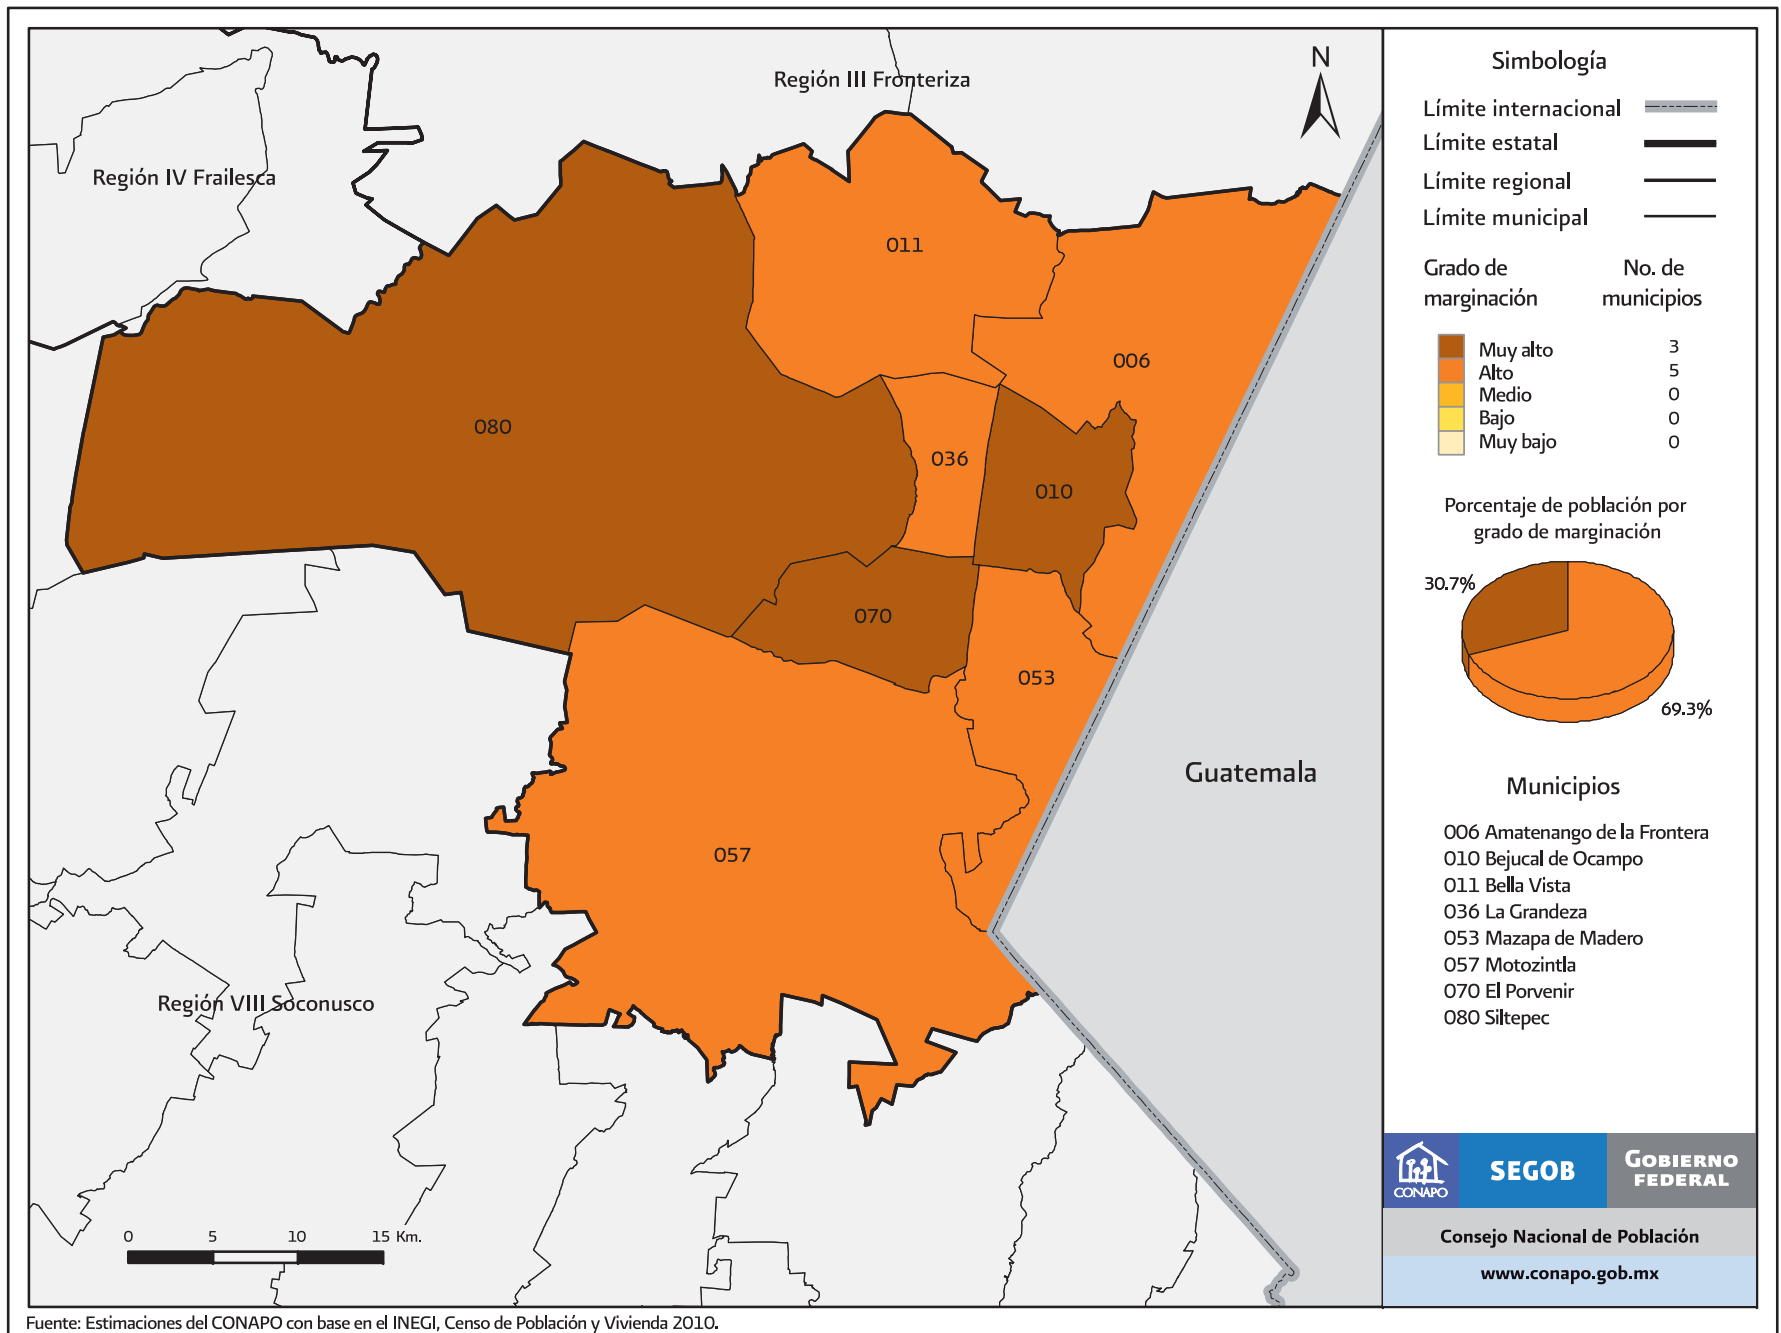 Región III Fronteriza
N
Región IV Frailesca
011
006
080
036
010
070
053
057
Guatemala
Región VIII Soconusco
0 5 10 15 Km.
Simbología
Límite internacional
Límite estatal
Límite regional
Límite municipal
Grado de marginación
No. de municipios
Muy alto 3
Alto 5
Medio 0
Bajo 0
Muy bajo 0
Porcentaje de población por
grado de marginación
30.7%
69.3%
Municipios
006 Amatenango de la Frontera
010 Bejucal de Ocampo
011 Bella Vista
036 La Grandeza
053 Mazapa de Madero
057 Motozintla
070 El Porvenir
080 Siltepec
CONAPO
SEGOB
GOBIERNO
FEDERAL
Consejo Nacional de Población
www.conapo.gob.mx
Fuente: Estimaciones del CONAPO con base en el INEGI, Censo de Población y Vivienda 2010.